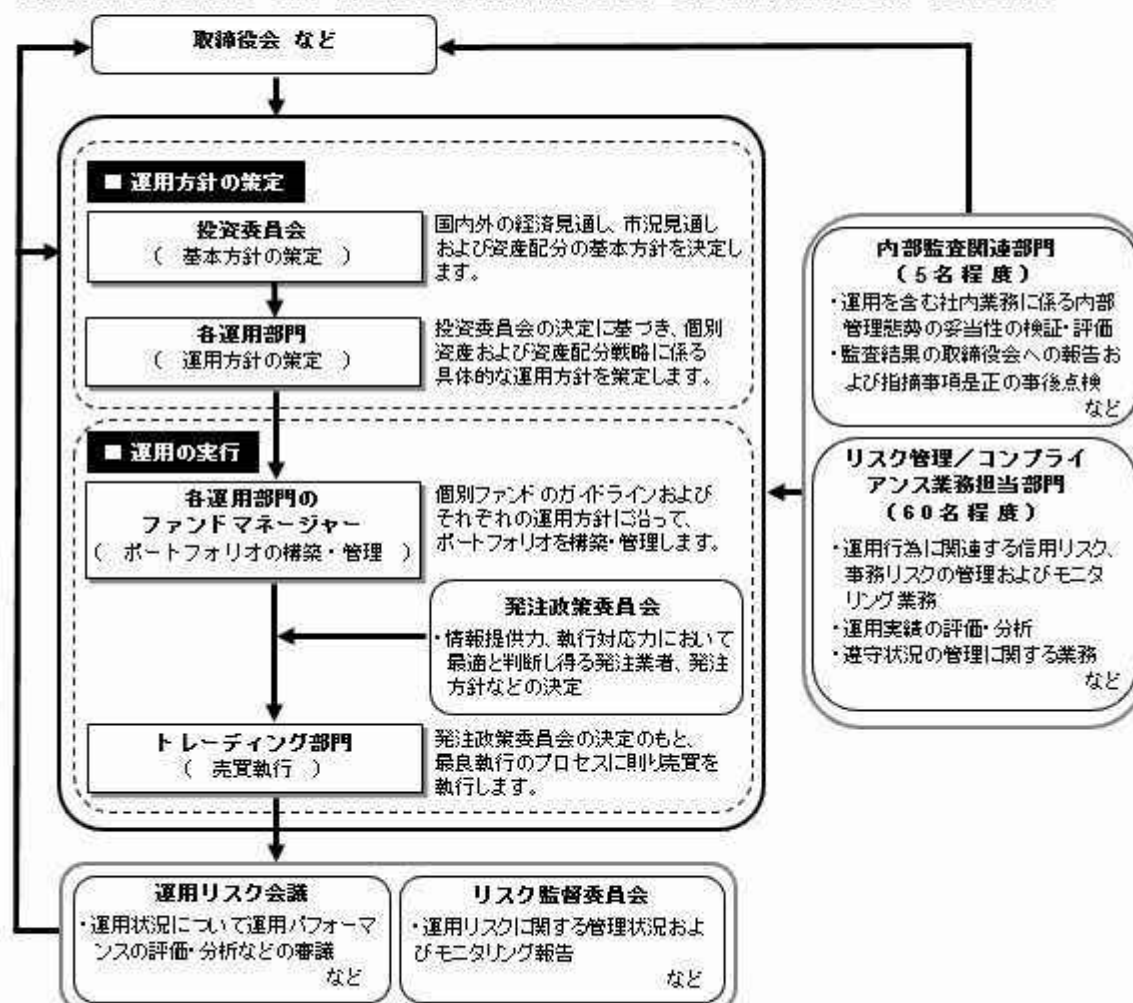 取締役会 など
■ 運用方針の策定
投資委員会
( 基本方針の策定 )
国内外の経済見通し、市況見通し
および資産配分の基本方針を決定し
ます。
各運用部門
( 運用方針の策定 )
投資委員会の決定に基づき、個別
資産および資産配分戦略に係る
具体的な運用方針を策定します。
■ 運用の実行
各運用部門の
ファンドマネージャー
( ポートフォリオの構築・管理 )
個別ファンドのガイドラインおよび
それぞれの運用方針に沿って、
ポートフォリオを構築・管理します。
発注政策委員会
・情報提供力、執行対応力において
最適と判断し得る発注業者、発注
方針などの決定
トレーディング部門
( 売買執行 )
発注政策委員会の決定のもと、
最良執行のプロセスに則り売買を
執行します。
内部監査関連部門
(5名程度)
・運用を含む社内業務に係る内部
管理態勢の妥当性の検証・評価
・監査結果の取締役会への報告お
よび指摘事項是正の事後点検
など
リスク管理/コンプライ
アンス業務担当部門
(60名程度)
・運用行為に関連する信用リスク、
事務リスクの管理およびモニタ
リング業務
・運用実績の評価・分析
・遵守状況の管理に関する業務
など
運用リスク会議
・運用状況について運用パフォーマ
ンスの評価・分析などの審議
など
リスク監督委員会
・運用リスクに関する管理状況およ
びモニタリング報告
など